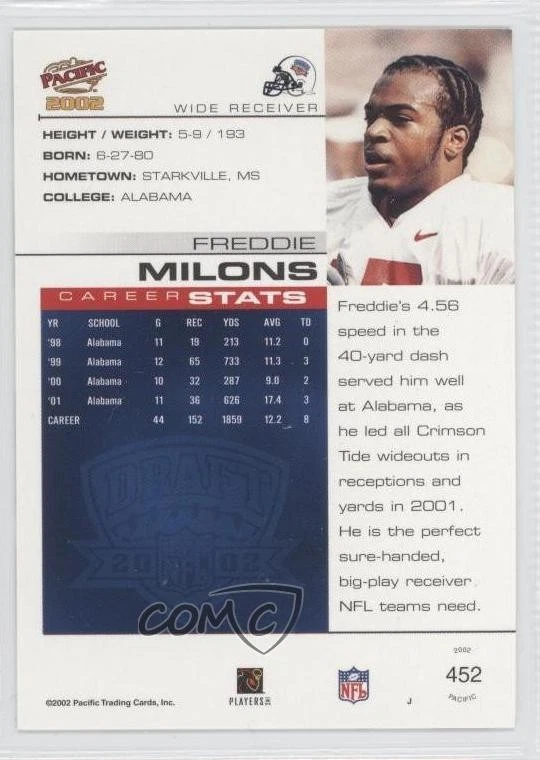 PACIFIC
2002
WIDE RECEIVER
HEIGHT / WEIGHT: 5-9 / 193
BORN: 6-27-80
HOMETOWN: STARKVILLE, MS
COLLEGE: ALABAMA
FREDDIE
MILONS
CAREER STATS
YR SCHOOL G REC YDS AVG TD
'98 Alabama 11 19 213 11.2 0
'99 Alabama 12 65 733 11.3 3
'00 Alabama 10 32 287 9.0 2
'01 Alabama 11 36 626 17.4 3
CAREER 44 152 1859 12.2 8
DRAFT
2002
NFL
Freddie's 4.56
speed in the
40-yard dash
served him well
at Alabama, as
he led all Crimson
Tide wideouts in
receptions and
yards in 2001.
He is the perfect
sure-handed,
big-play receiver
NFL teams need.
COMC
©2002 Pacific Trading Cards, Inc.
PLAYERS INC
NFL
J
2002
452
PACIFIC